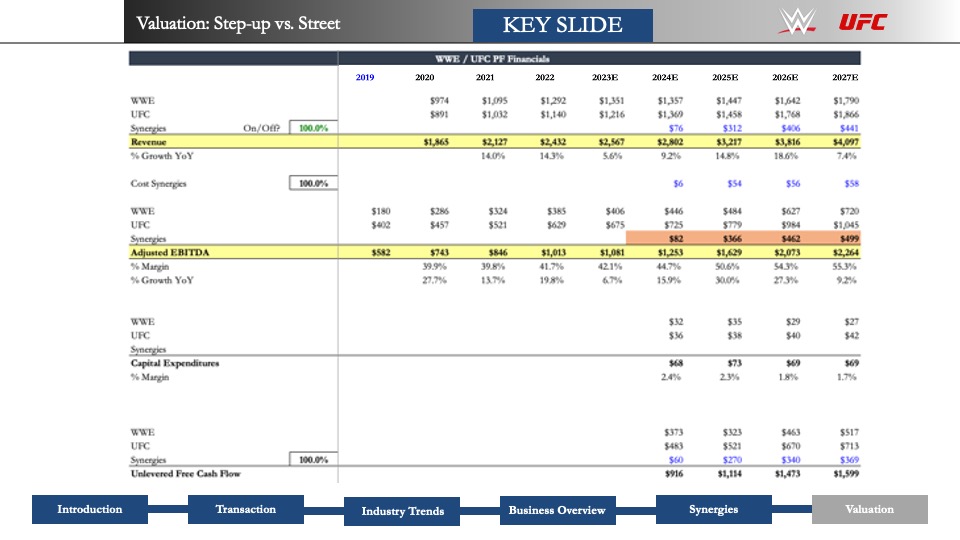 Valuation: Step-up vs. Street
KEY SLIDE
W
UFC
WWE / UFC PF Financials
2019 2020 2021 2022 2023E 2024E 2025E 2026E 2027E
WWE $974 $1,095 $1,292 $1,351 $1,357 $1,447 $1,642 $1,790
UFC $891 $1,032 $1,140 $1,216 $1,369 $1,458 $1,768 $1,866
Synergies On/Off? 100.0% $76 $312 $406 $441
Revenue $1,865 $2,127 $2,432 $2,567 $2,802 $3,217 $3,816 $4,097
% Growth YoY 14.0% 14.3% 5.6% 9.2% 14.8% 18.6% 7.4%
Cost Synergies 100.0% $6 $54 $56 $58
WWE $180 $286 $324 $385 $406 $446 $484 $627 $720
UFC $402 $457 $521 $629 $675 $725 $779 $984 $1,045
Synergies $82 $366 $462 $499
Adjusted EBITDA $582 $743 $846 $1,013 $1,081 $1,253 $1,629 $2,073 $2,264
% Margin 39.9% 39.8% 41.7% 42.1% 44.7% 50.6% 54.3% 55.3%
% Growth YoY 27.7% 13.7% 19.8% 6.7% 15.9% 30.0% 27.3% 9.2%
WWE $32 $35 $29 $27
UFC $36 $38 $40 $42
Synergies
Capital Expenditures $68 $73 $69 $69
% Margin 2.4% 2.3% 1.8% 1.7%
WWE $373 $323 $463 $517
UFC $483 $521 $670 $713
Synergies 100.0% $60 $270 $340 $369
Unlevered Free Cash Flow $916 $1,114 $1,473 $1,599
Introduction
Transaction
Industry Trends
Business Overview
Synergies
Valuation